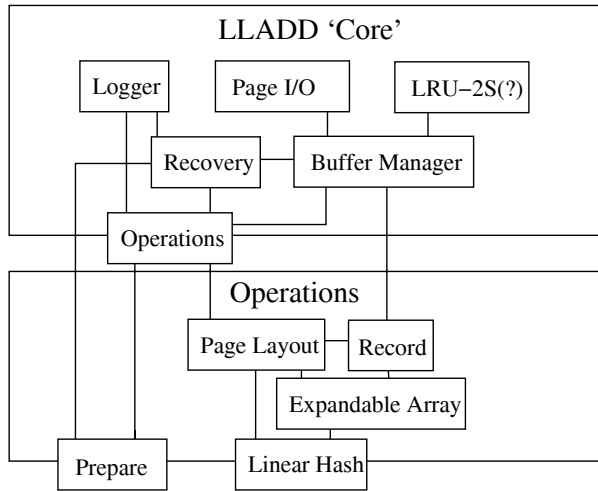 LLADD ‘Core’
Logger
Page I/O
LRU−2S(?)
Recovery
Buffer Manager
Operations
Operations
Page Layout
Record
Expandable Array
Prepare
Linear Hash